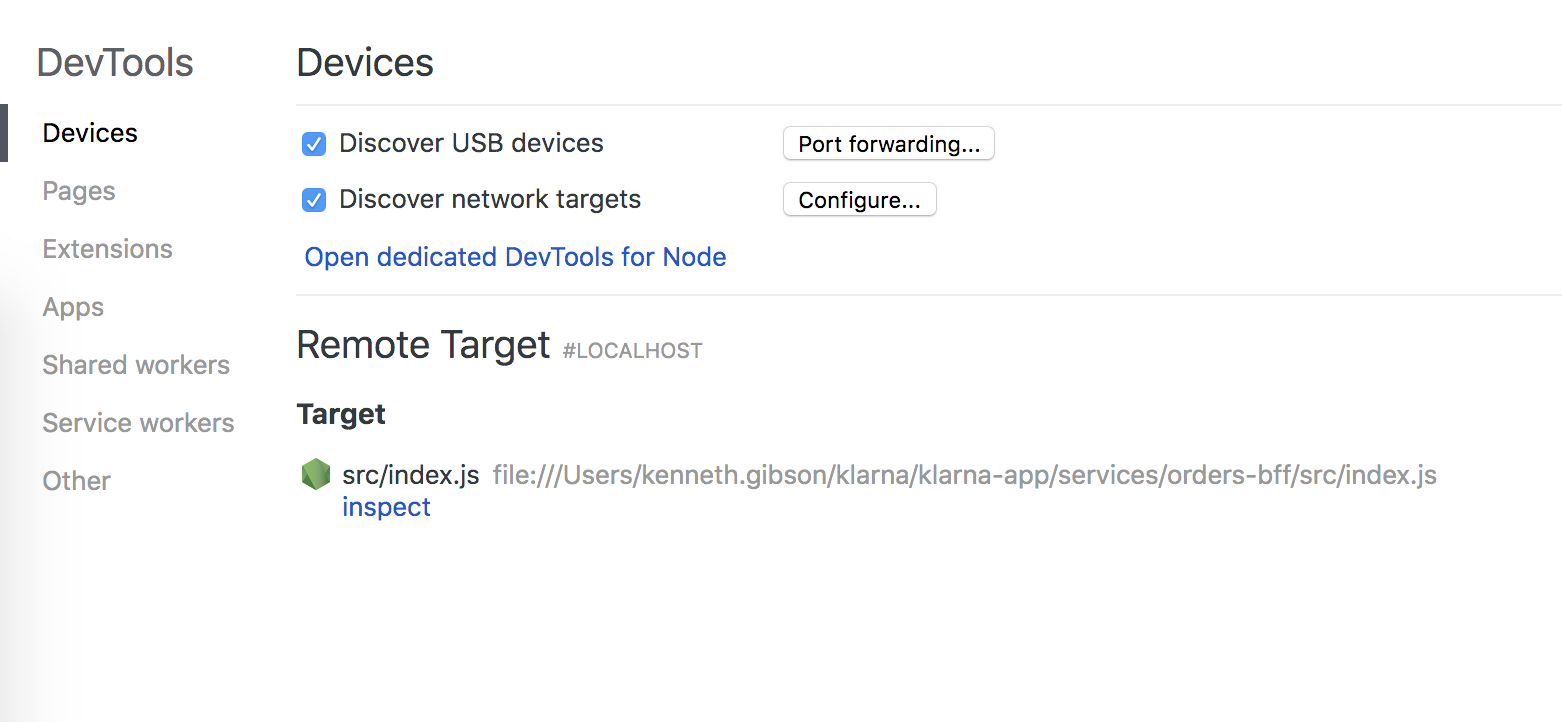 DevTools
Devices
Pages
Extensions
Apps
Shared workers
Service workers
Other
Devices
Discover USB devices Port forwarding...
Discover network targets Configure...
Open dedicated DevTools for Node
Remote Target #LOCALHOST
Target
src/index.js file:///Users/kenneth.gibson/klarna/klarna-app/services/orders-bff/src/index.js
inspect